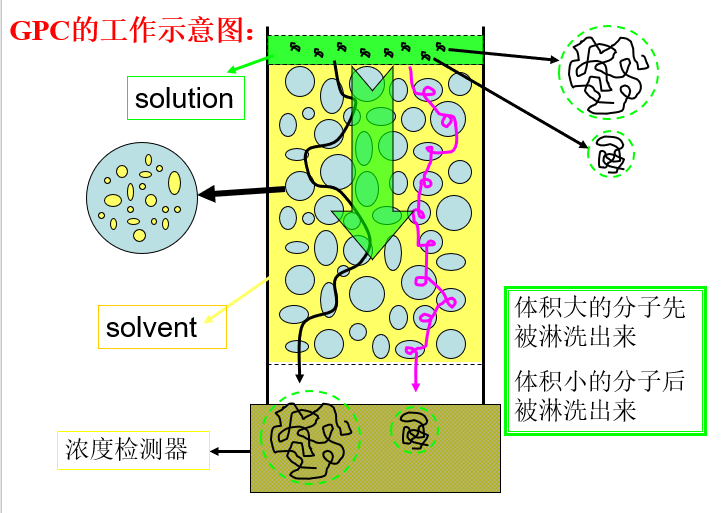 GPC的工作示意图：
solution
solvent
体积大的分子先
被淋洗出来
体积小的分子后
被淋洗出来
浓度检测器